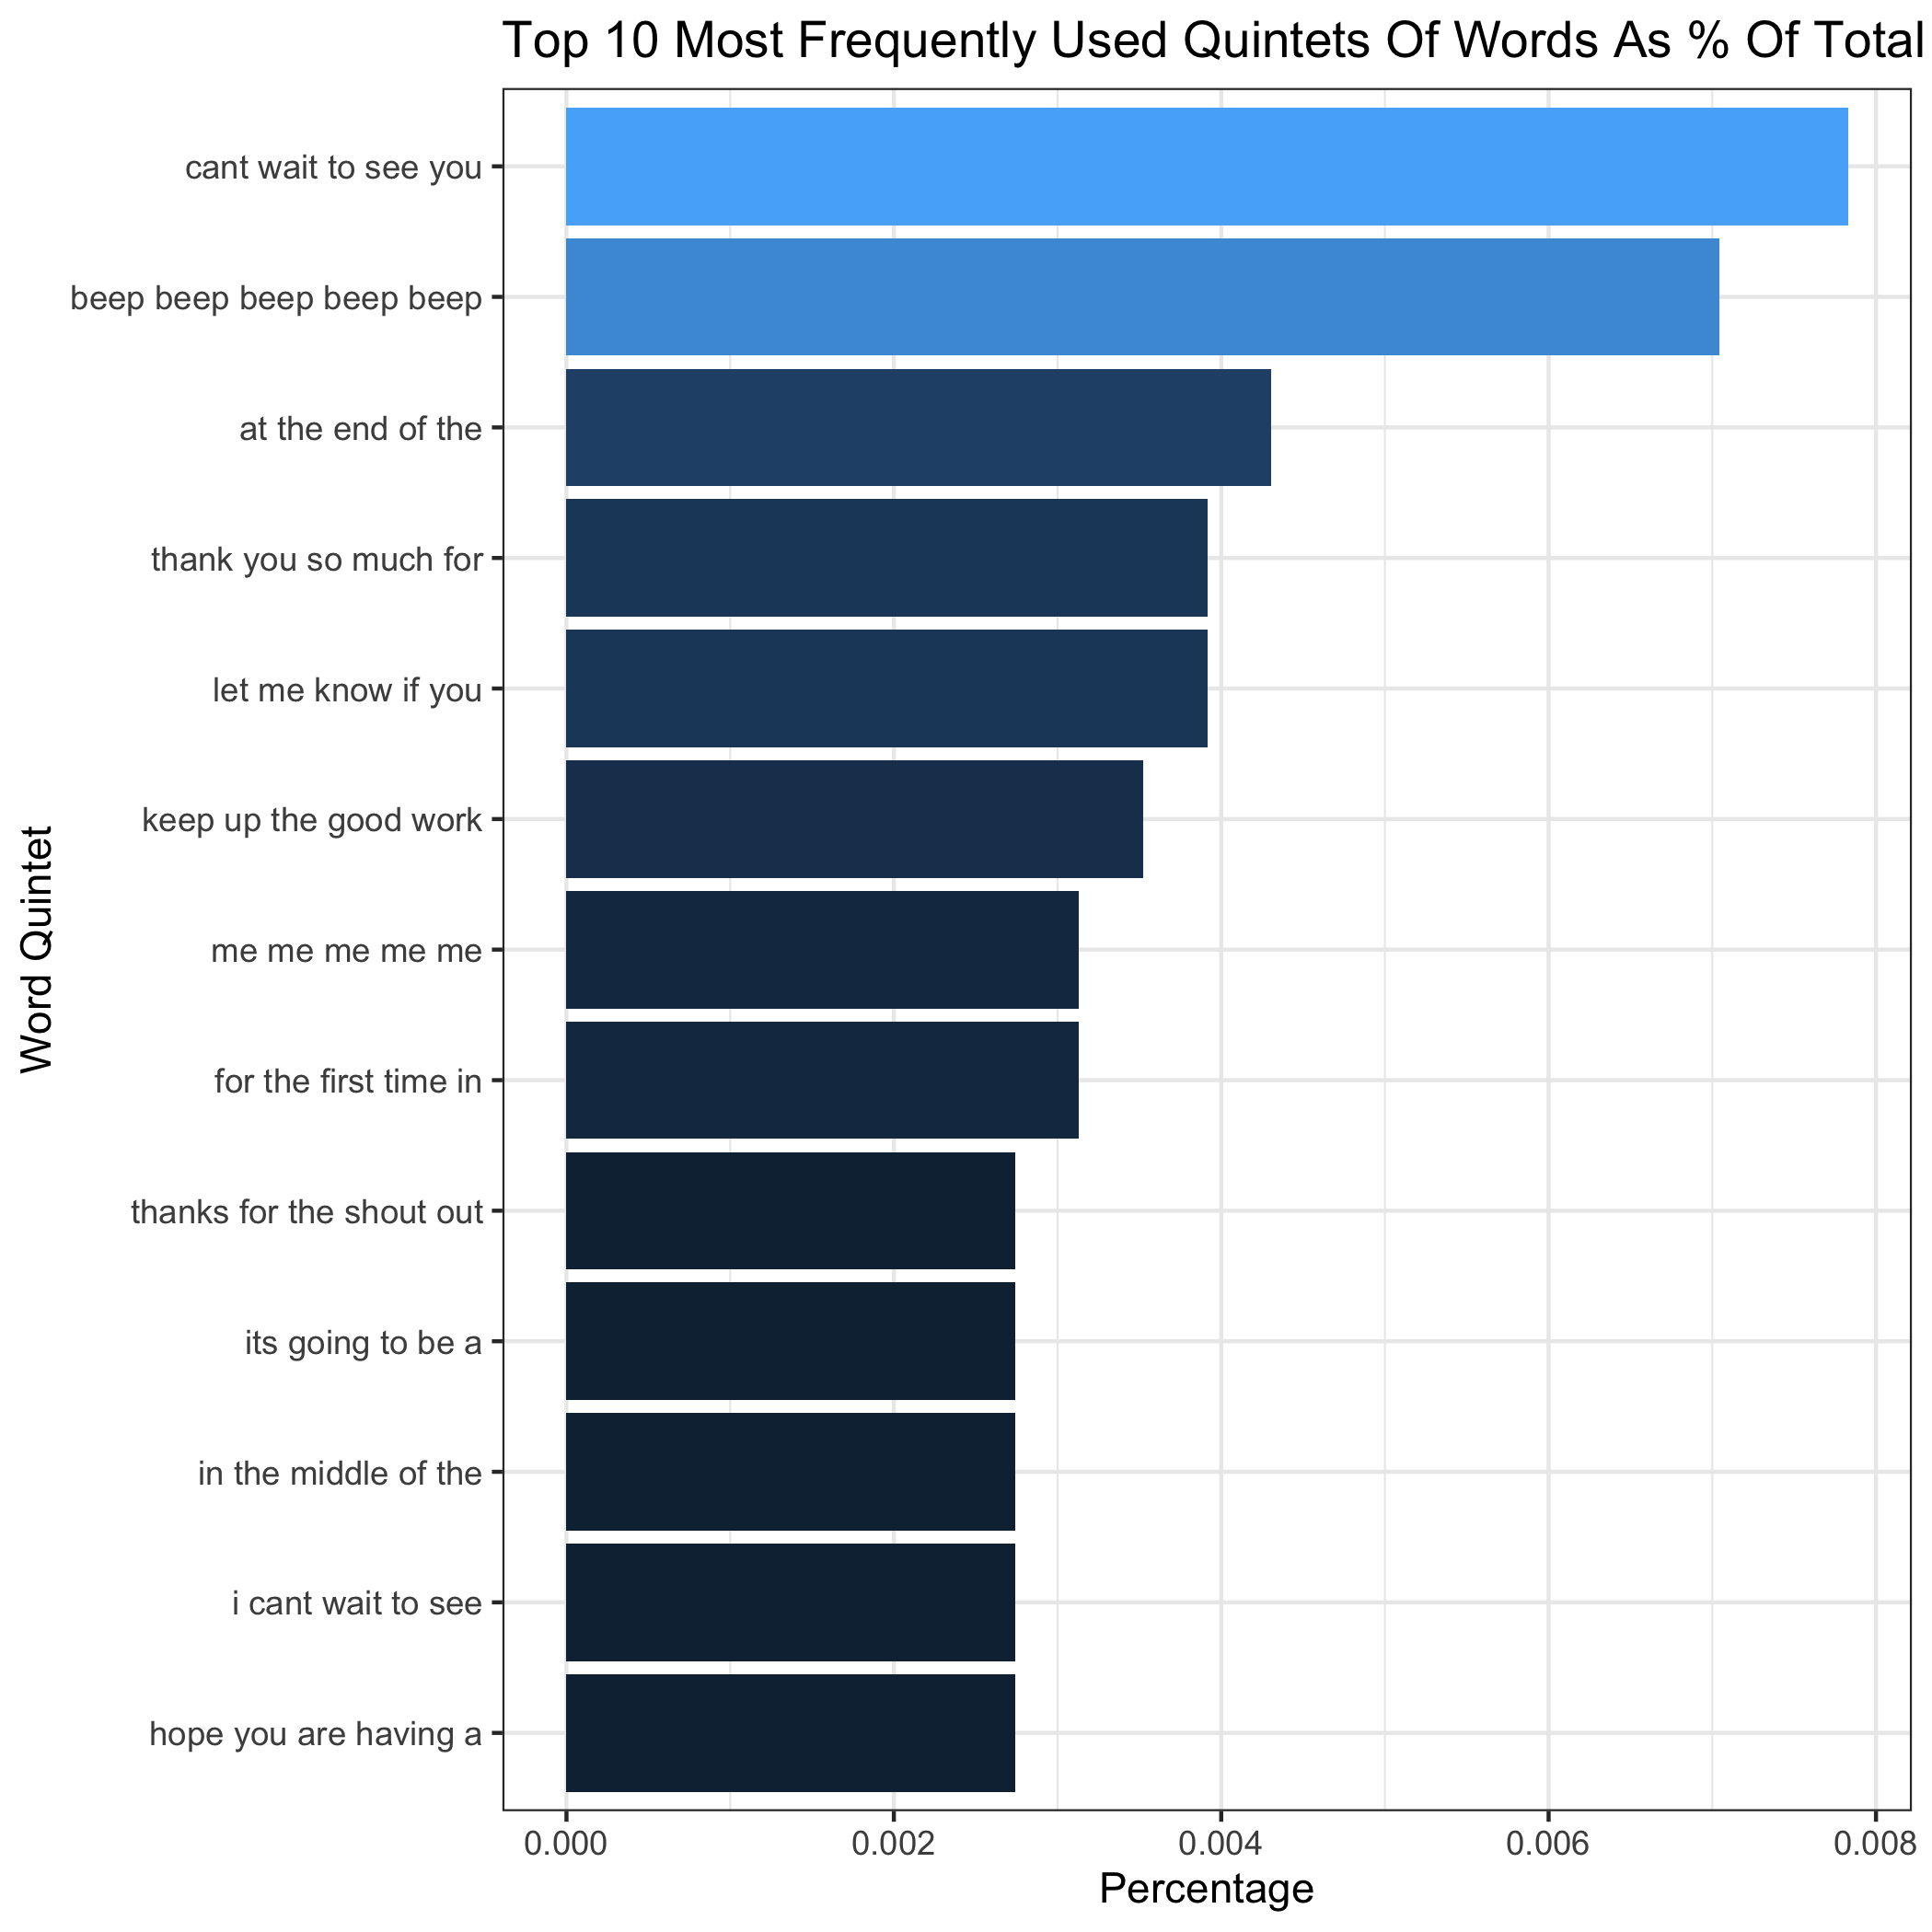 Top 10 Most Frequently Used Quintets Of Words As % Of Total
cant wait to see you
beep beep beep beep beep
at the end of the
thank you so much for
let me know if you
keep up the good work
me me me me me
for the first time in
thanks for the shout out
its going to be a
in the middle of the
i cant wait to see
hope you are having a
Word Quintet
0.000 0.002 0.004 0.006 0.008
Percentage